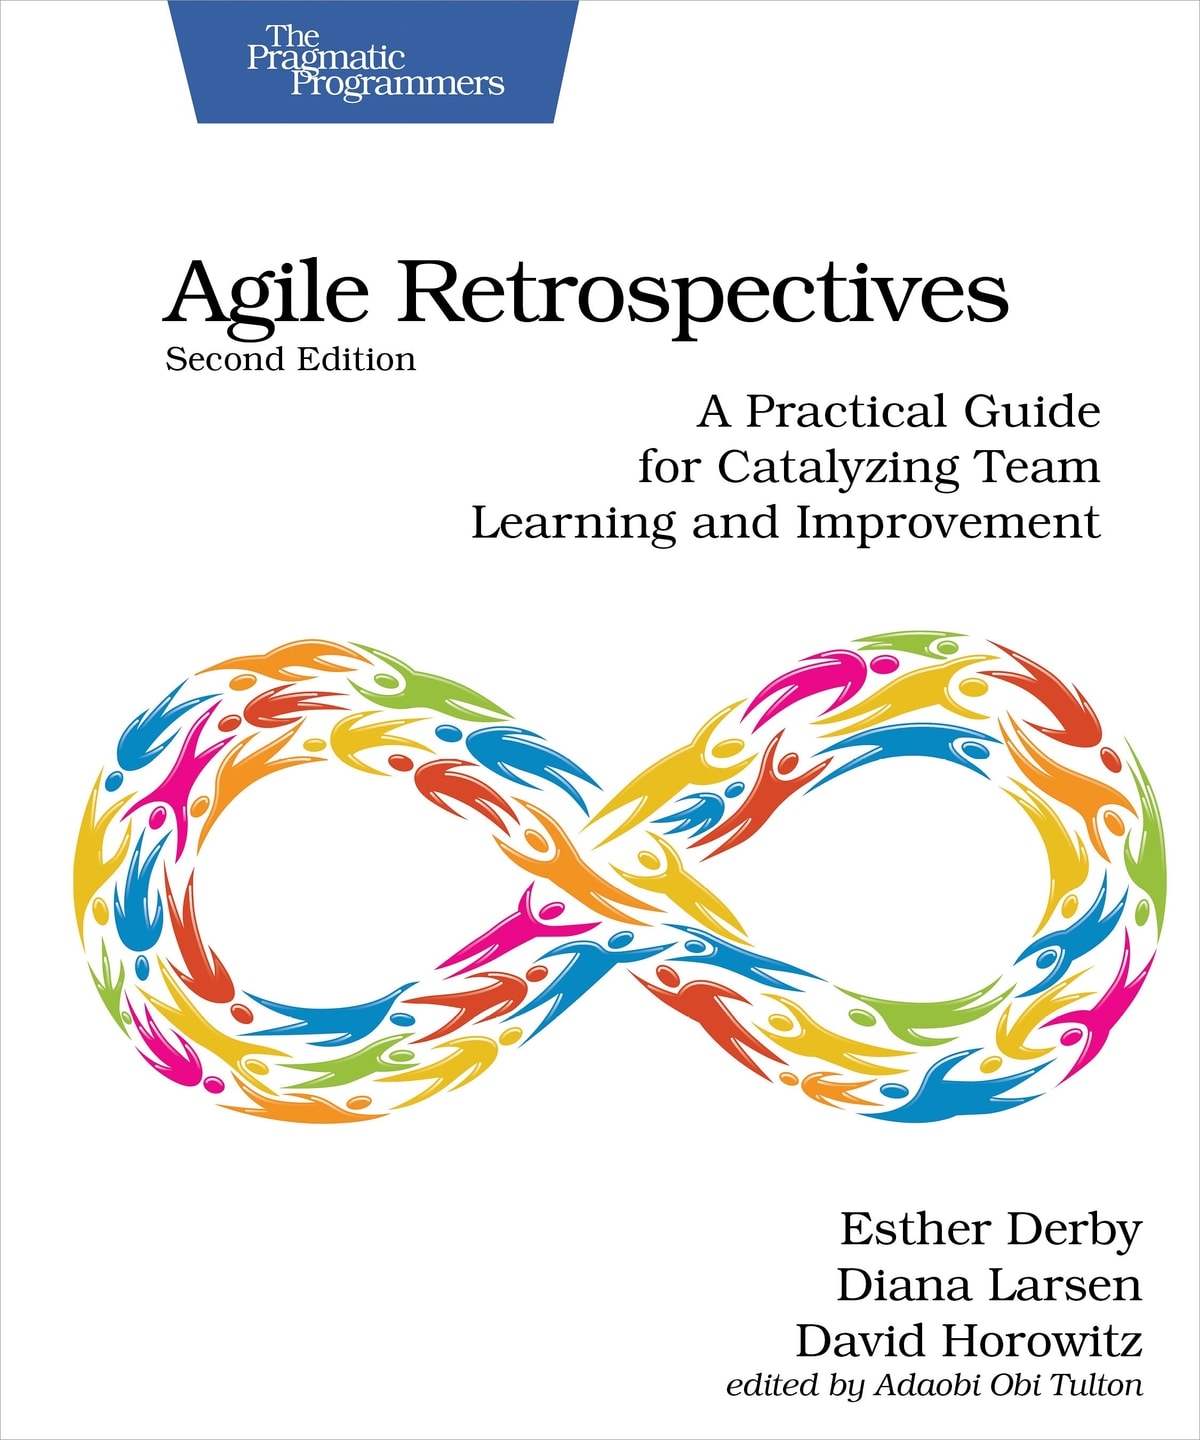 The
Pragmatic
Programmers
Agile Retrospectives
Second Edition
A Practical Guide
for Catalyzing Team
Learning and Improvement
Esther Derby
Diana Larsen
David Horowitz
edited by Adaobi Obi Tulton